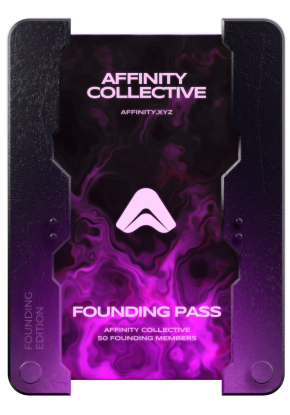 AFFINITY
COLLECTIVE
AFFINITY.XYZ
FOUNDING
EDITION
FOUNDING PASS
AFFINITY COLLECTIVE
50 FOUNDING MEMBERS